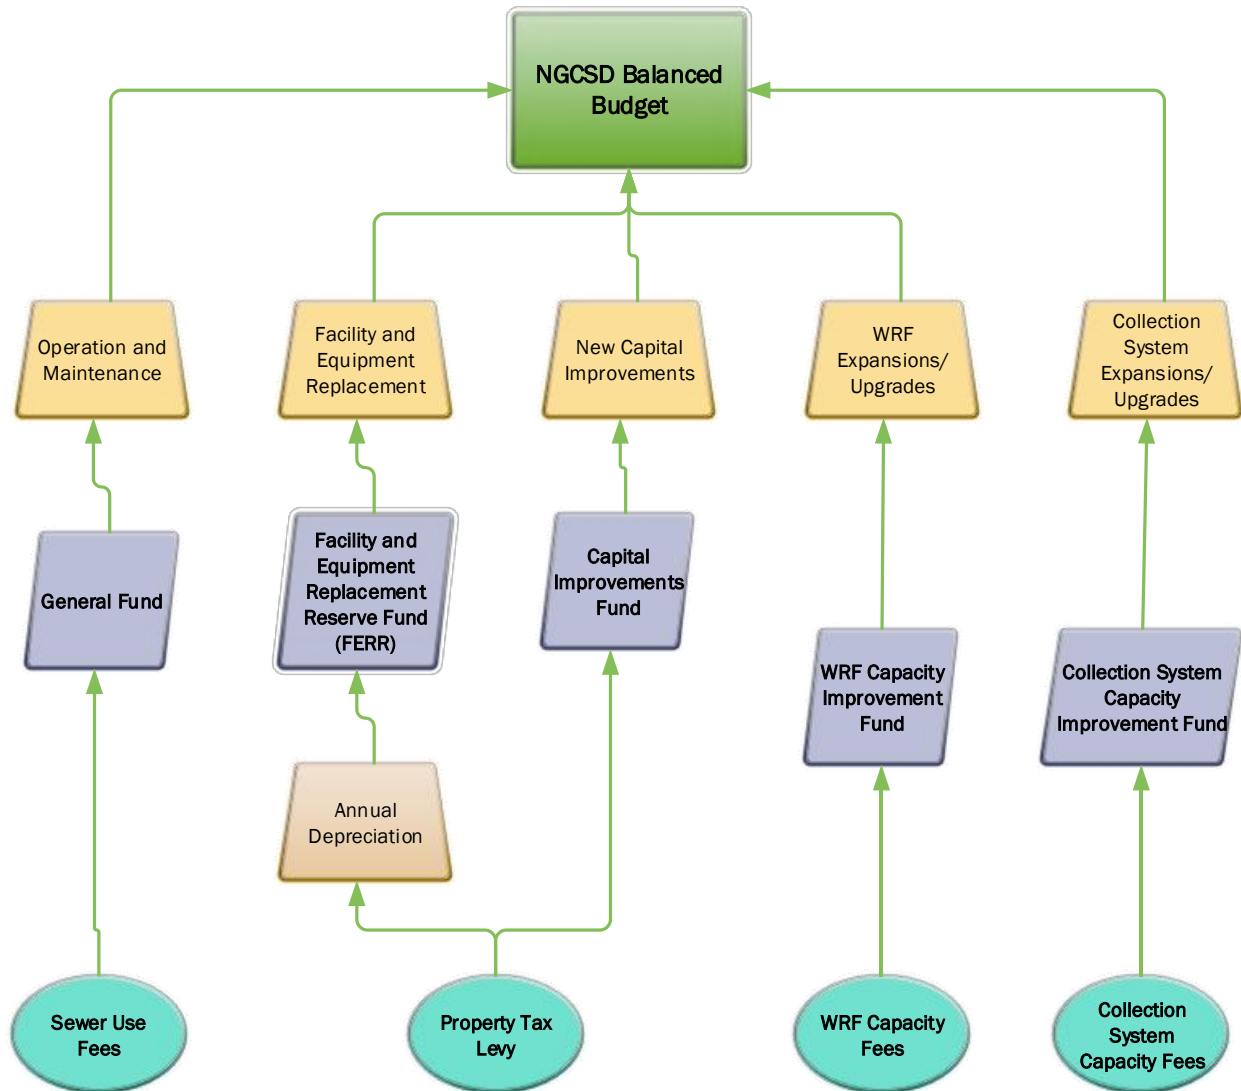 NGCSD Balanced
Budget
Operation and
Maintenance
Facility and
Equipment
Replacement
New Capital
Improvements
WRF
Expansions/
Upgrades
Collection
System
Expansions/
Upgrades
General Fund
Facility and
Equipment
Replacement
Reserve Fund
(FERR)
Capital
Improvements
Fund
WRF Capacity
Improvement
Fund
Collection System
Capacity
Improvement Fund
Annual
Depreciation
Sewer Use
Fees
Property Tax
Levy
WRF Capacity
Fees
Collection
System
Capacity Fees